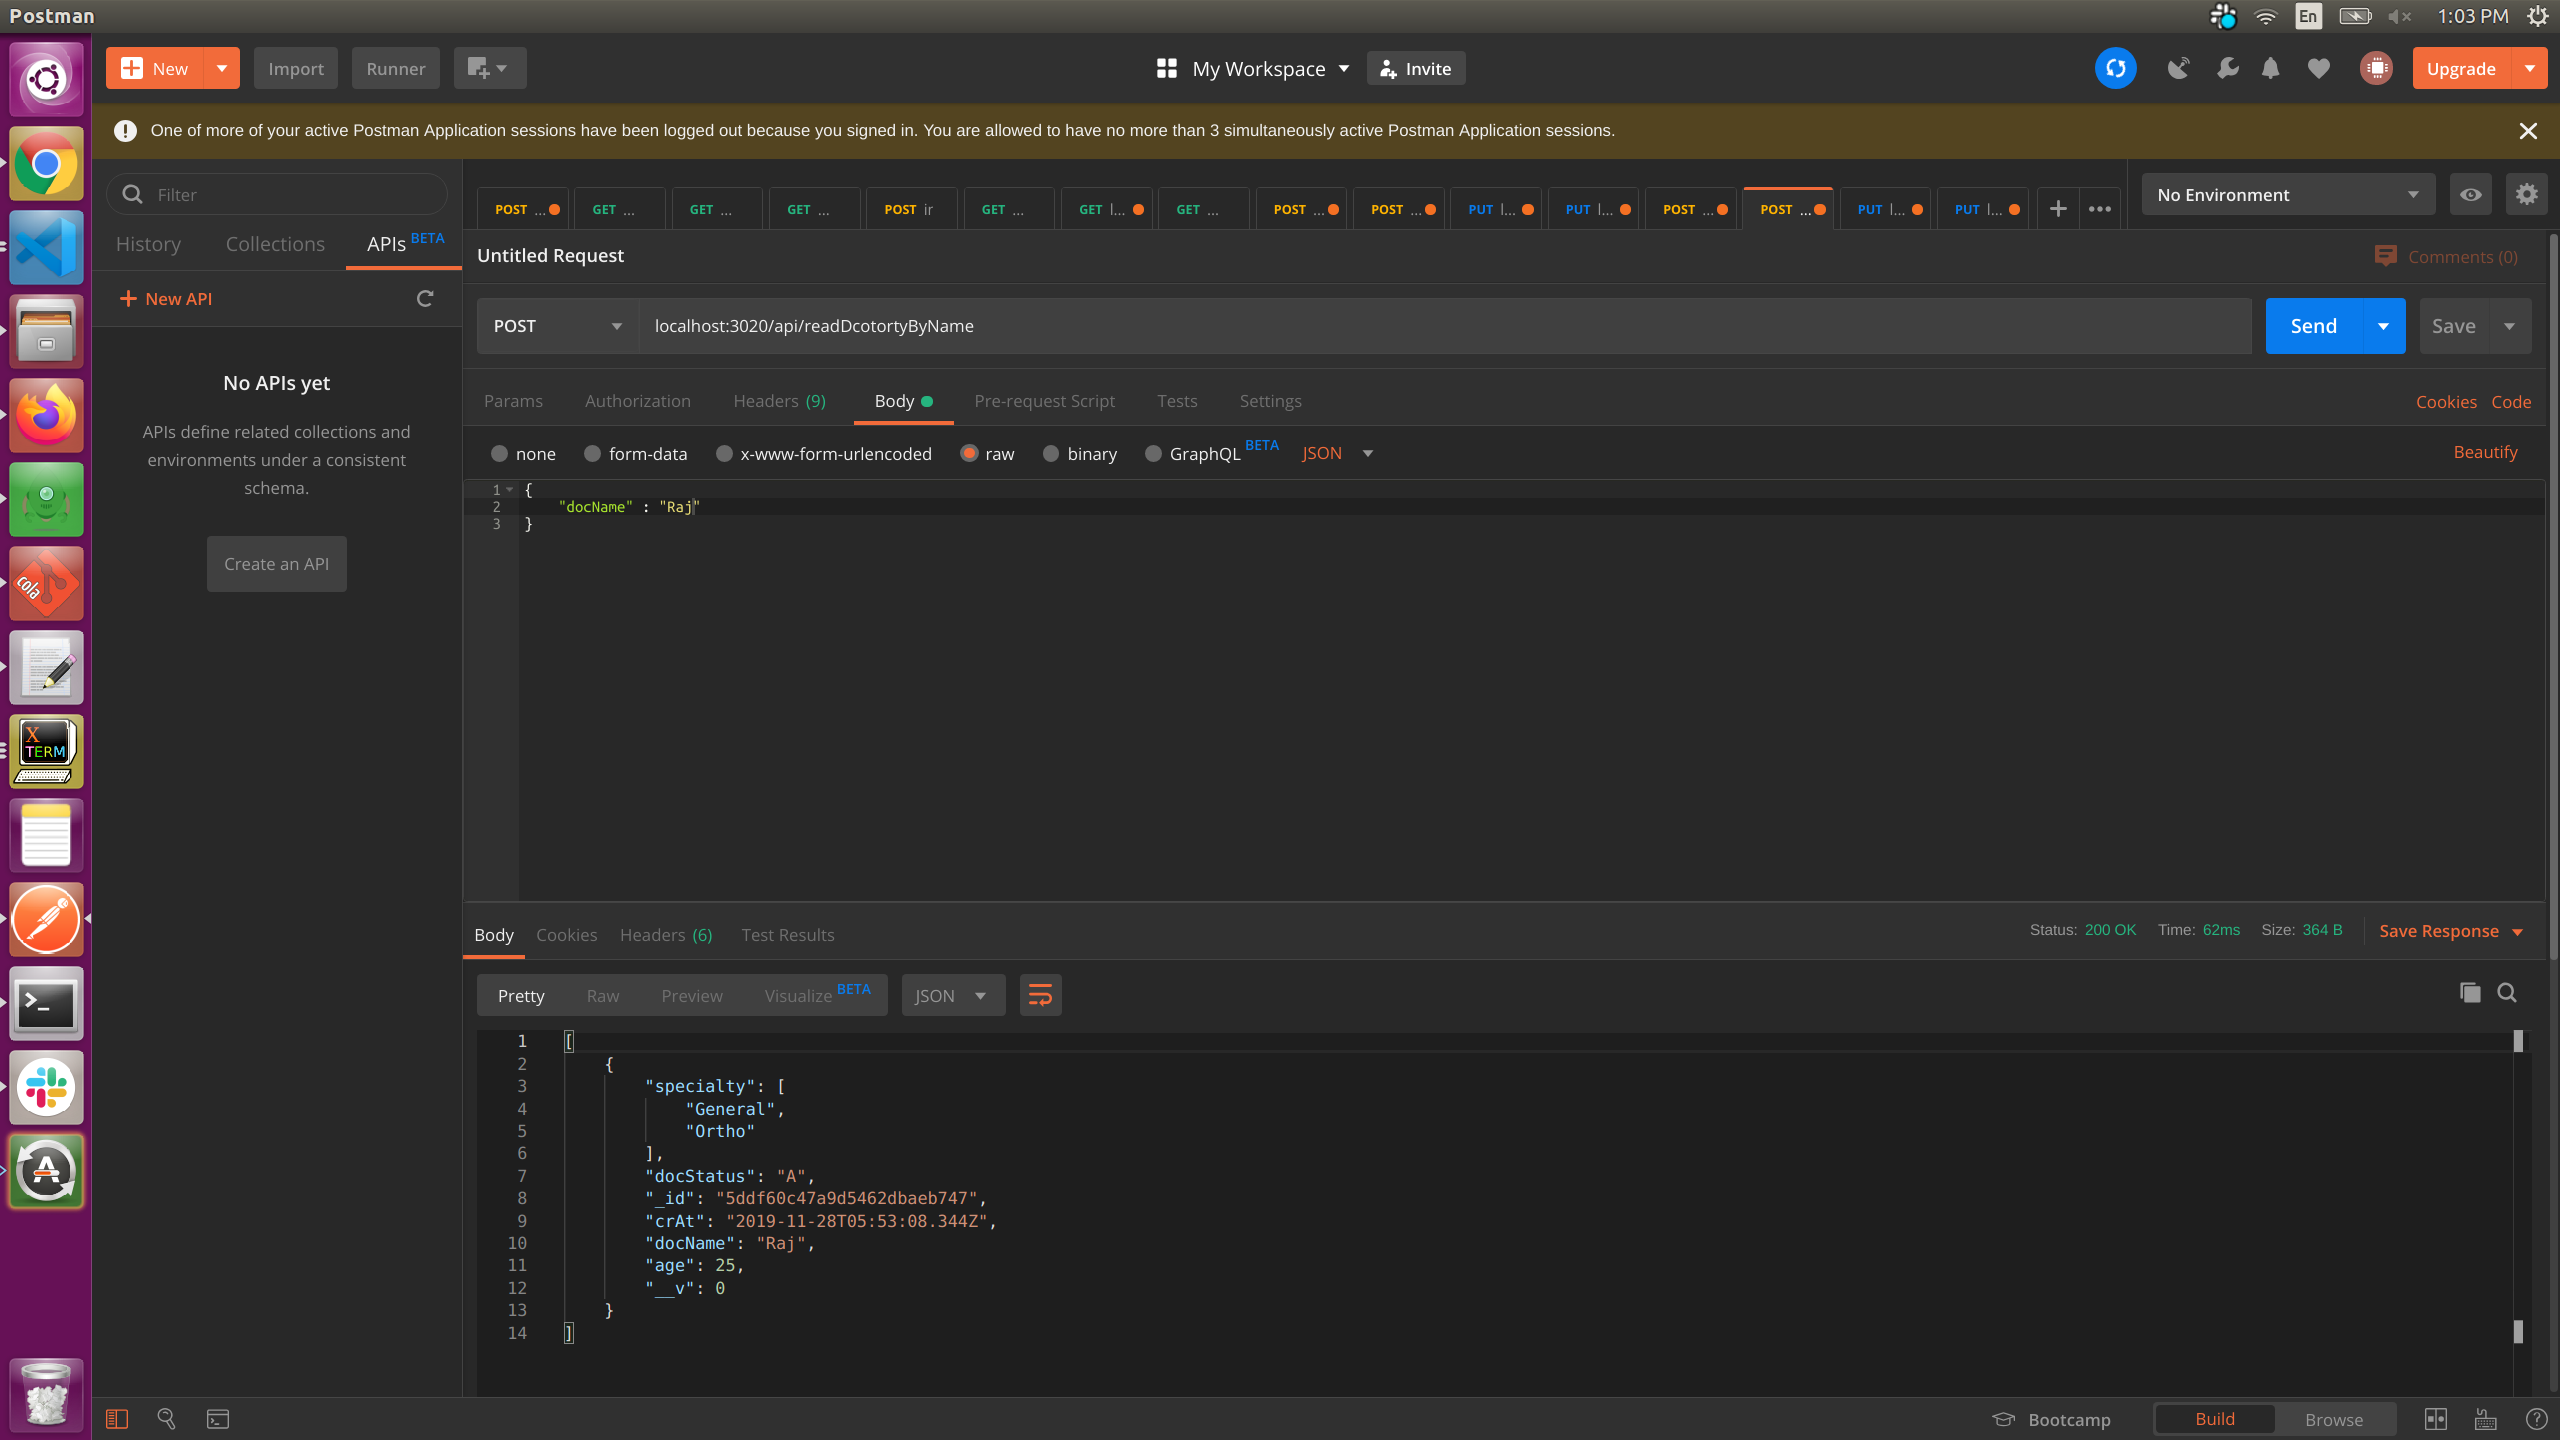 Postman
En
1:03 PM
New
Import
Runner
My Workspace
Invite
Upgrade
One of more of your active Postman Application sessions have been logged out because you signed in. You are allowed to have no more than 3 simultaneously active Postman Application sessions.
Filter
History
Collections
APIs BETA
New API
No APIs yet
APIs define related collections and
environments under a consistent
schema.
Create an API
POST ...
GET ...
GET ...
GET ...
POST ir
GET ...
GET l...
GET ...
POST ...
POST ...
PUT l...
PUT l...
POST ...
POST ...
PUT l...
PUT l...
No Environment
Untitled Request
Comments (0)
POST
localhost:3020/api/readDcotortyByName
Send
Save
Params
Authorization
Headers (9)
Body
Pre-request Script
Tests
Settings
Cookies
Code
none
form-data
x-www-form-urlencoded
raw
binary
GraphQL BETA
JSON
Beautify
1 {
2 "docName" : "Raj"
3 }
Body
Cookies
Headers (6)
Test Results
Status: 200 OK
Time: 62ms
Size: 364 B
Save Response
Pretty
Raw
Preview
Visualize BETA
JSON
1 [
2 {
3 "specialty": [
4 "General",
5 "Ortho"
6 ],
7 "docStatus": "A",
8 "_id": "5ddf60c47a9d5462dbaeb747",
9 "crAt": "2019-11-28T05:53:08.344Z",
10 "docName": "Raj",
11 "age": 25,
12 "__v": 0
13 }
14 ]
cola
X
TERM
>_
A
Bootcamp
Build
Browse